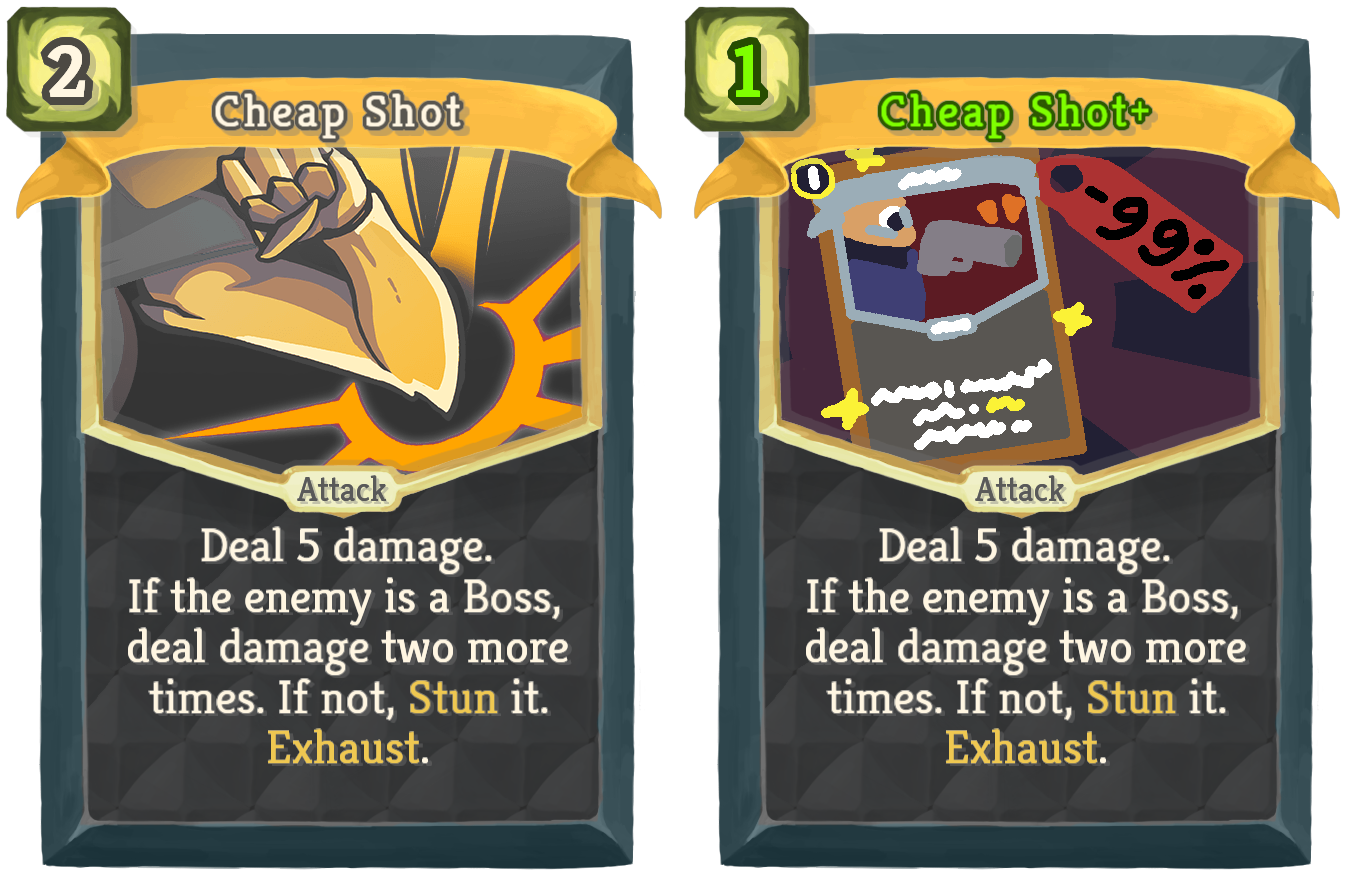 2
Cheap Shot
Attack
Deal 5 damage.
If the enemy is a Boss,
deal damage two more
times. If not, Stun it.
Exhaust.
1
Cheap Shot+
-99%
Attack
Deal 5 damage.
If the enemy is a Boss,
deal damage two more
times. If not, Stun it.
Exhaust.